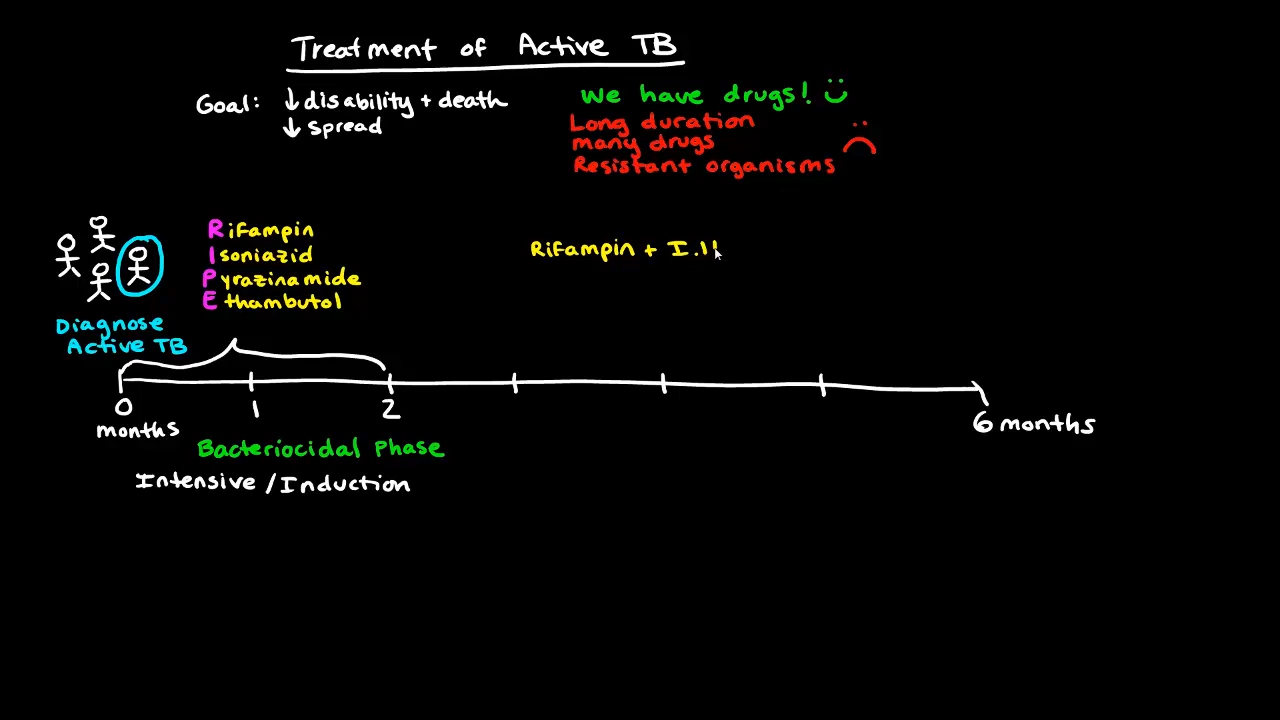 Treatment of Active TB
Goal: ↓ disability + death
↓ spread
We have drugs!
Long duration
many drugs
Resistant organisms
Rifampin
Isoniazid
Pyrazinamide
Ethambutol
Rifampin + I
Diagnose
Active TB
0 1 2
months
6 months
Bacteriocidal Phase
Intensive / Induction